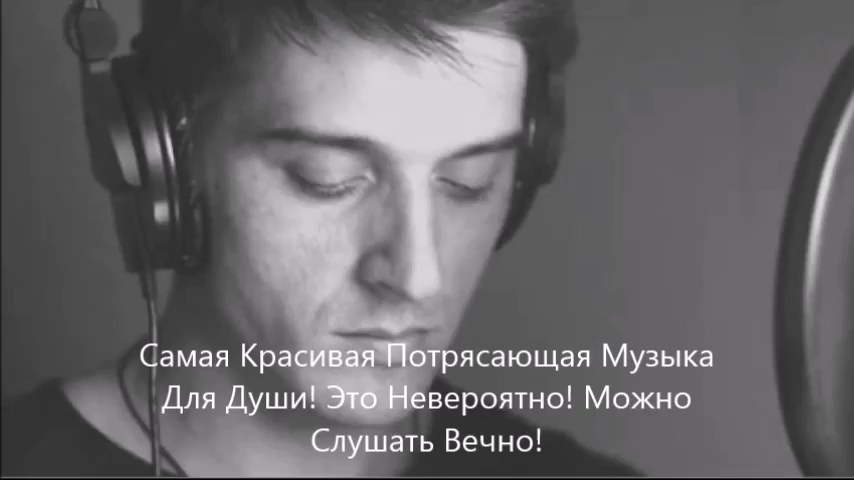 Самая Красивая Потрясающая Музыка
Для Души! Это Невероятно! Можно
Слушать Вечно!